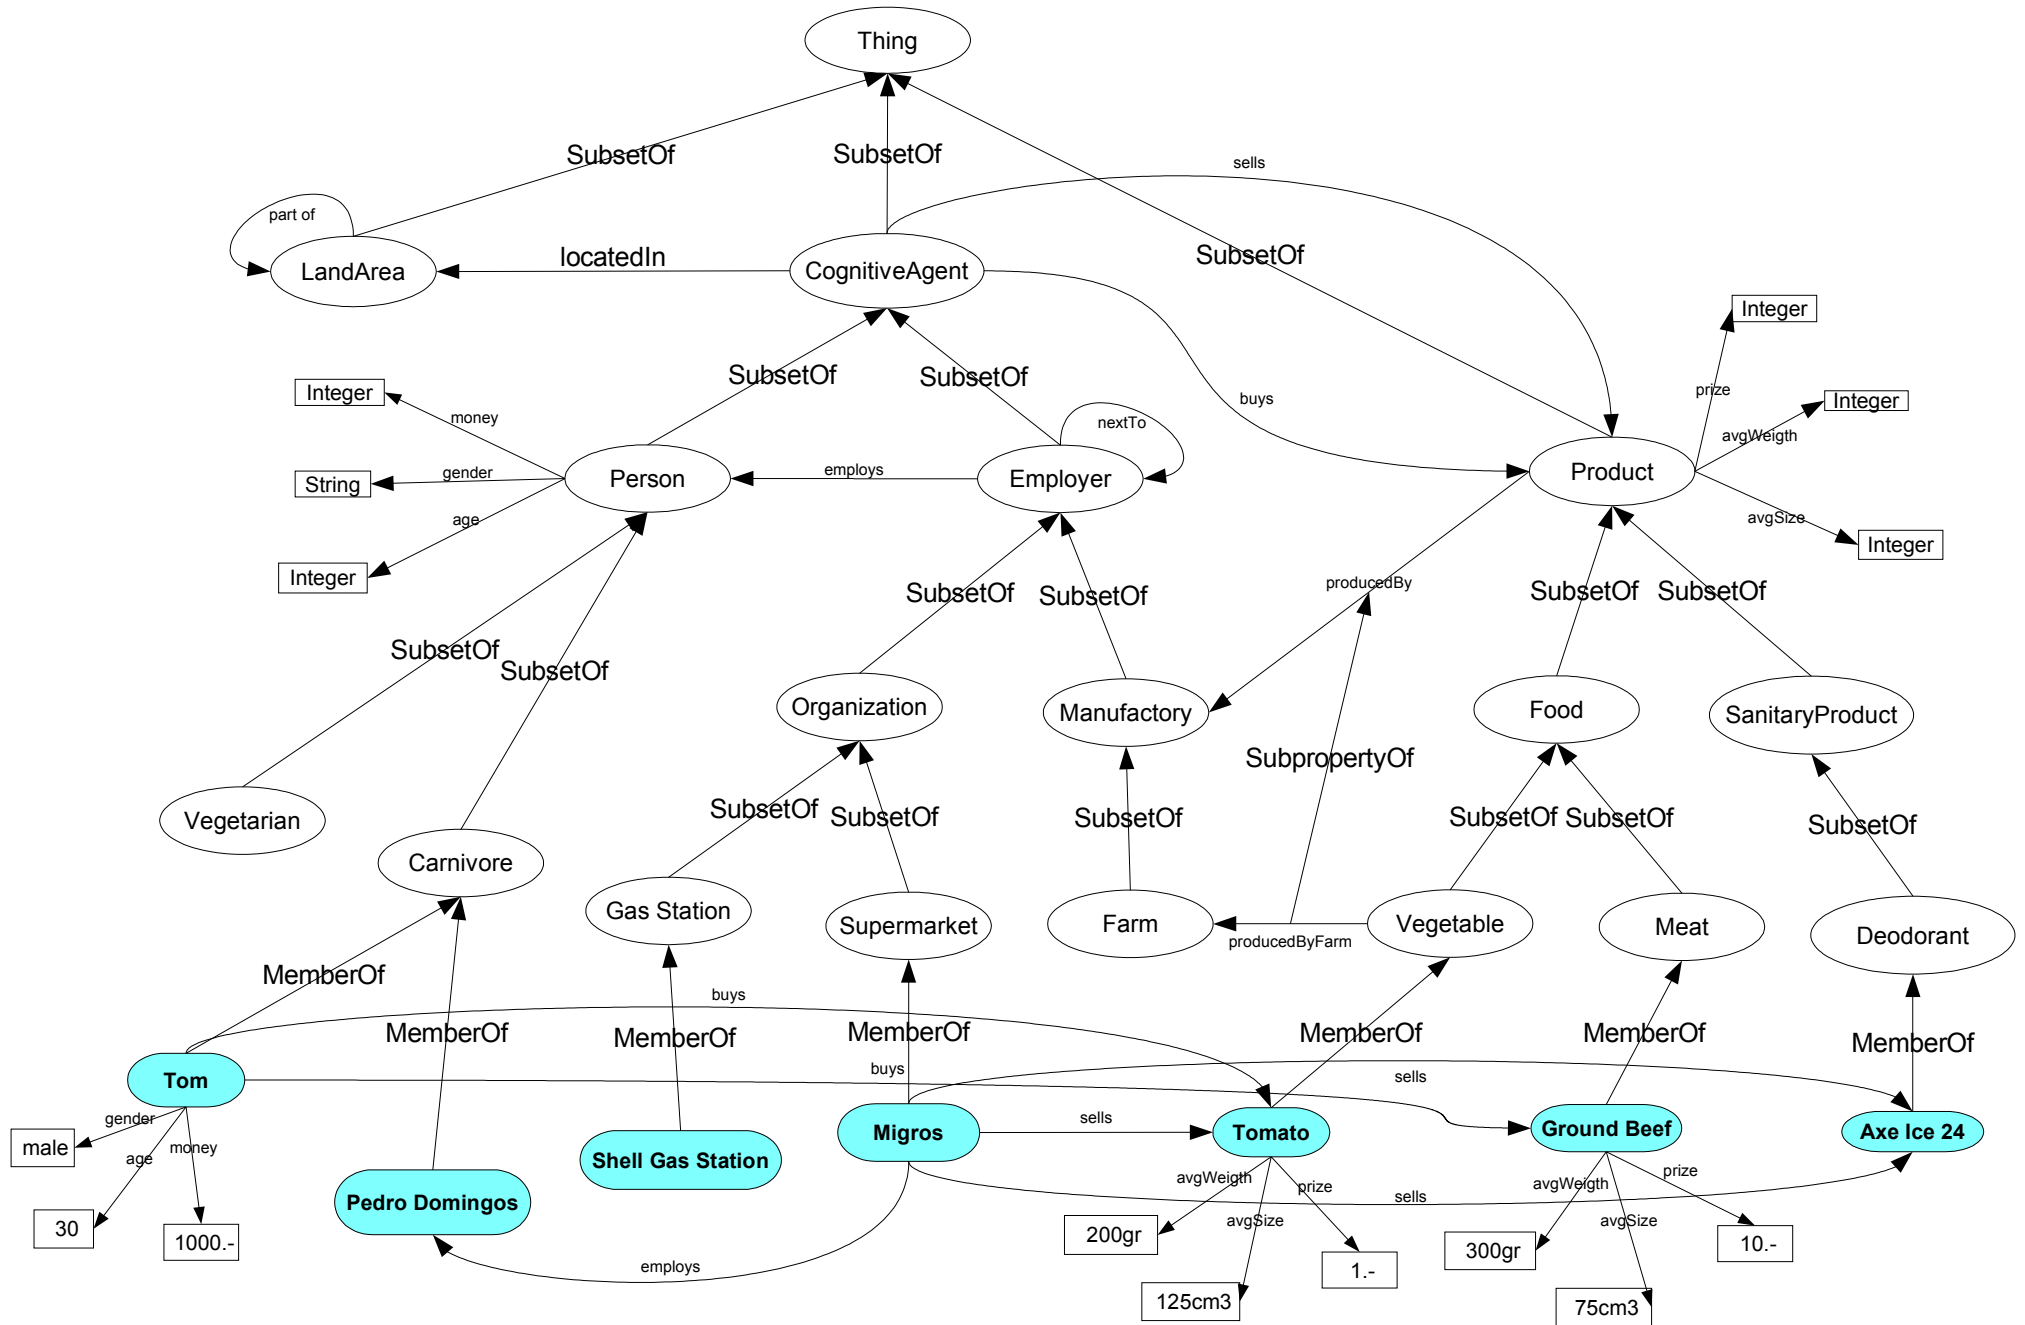 Thing
SubsetOf
SubsetOf
sells
part of
SubsetOf
LandArea
locatedIn
CognitiveAgent
Integer
SubsetOf
SubsetOf
Integer
money
buys
nextTo
prize
Integer
avgWeigth
String
gender
Person
employs
Employer
Product
age
avgSize
Integer
Integer
SubsetOf
SubsetOf
producedBy
SubsetOf
SubsetOf
SubsetOf
SubsetOf
Organization
Manufactory
Food
SanitaryProduct
SubpropertyOf
Vegetarian
SubsetOf
SubsetOf
SubsetOf
SubsetOf
SubsetOf
SubsetOf
Carnivore
Gas Station
Supermarket
Farm
producedByFarm
Vegetable
Meat
Deodorant
MemberOf
buys
MemberOf
MemberOf
MemberOf
MemberOf
MemberOf
MemberOf
Tom
buys
sells
gender
male
age
money
Migros
sells
Tomato
Ground Beef
Axe Ice 24
Shell Gas Station
Pedro Domingos
avgWeigth
prize
avgSize
sells
avgWeigth
prize
avgSize
30
1000.-
200gr
300gr
10.-
employs
1.-
125cm3
75cm3